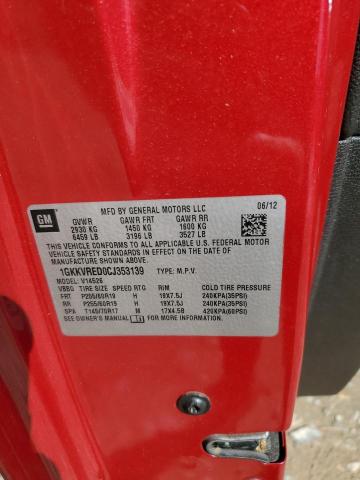 GM
MFD BY GENERAL MOTORS LLC 06/12
GVWR GAWR FRT GAWR RR
2930 KG 1450 KG 1600 KG
6459 LB 3196 LB 3527 LB
THIS VEHICLE CONFORMS TO ALL APPLICABLE U.S. FEDERAL MOTOR
VEHICLE SAFETY STANDARDS IN EFFECT ON THE DATE OF
MANUFACTURE SHOWN ABOVE.
1GKKVRED0CJ353139 TYPE: M.P.V.
MODEL: V14526
VBBG TIRE SIZE SPEED RTG RIM COLD TIRE PRESSURE
FRT P255/60R19 H 19X7.5J 240KPA(35PSI)
RR P255/60R19 H 19X7.5J 240KPA(35PSI)
SPA T145/70R17 M 17X4.5B 420KPA(60PSI)
SEE OWNER'S MANUAL FOR MORE INFORMATION.